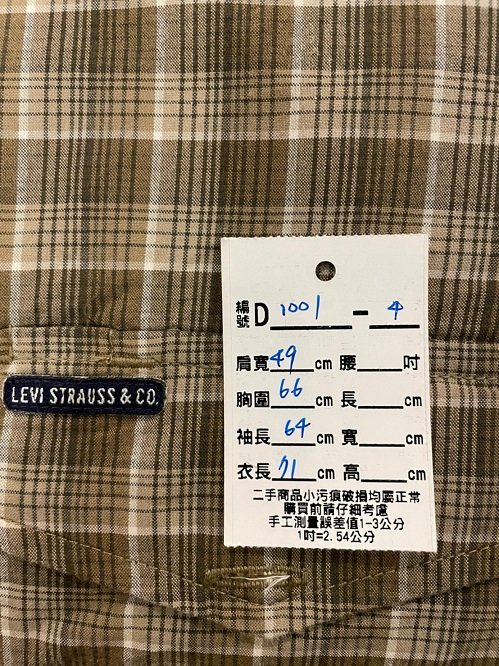 編號 D 1001 - 4
肩寬 49 cm 腰 吋
LEVI STRAUSS & CO.
胸圍 66 cm 長 cm
袖長 64 cm 寬 cm
衣長 71 cm 高 cm
二手商品小污痕破損均屬正常
購買前請仔細考慮
手工測量誤差值1-3公分
1吋=2.54公分